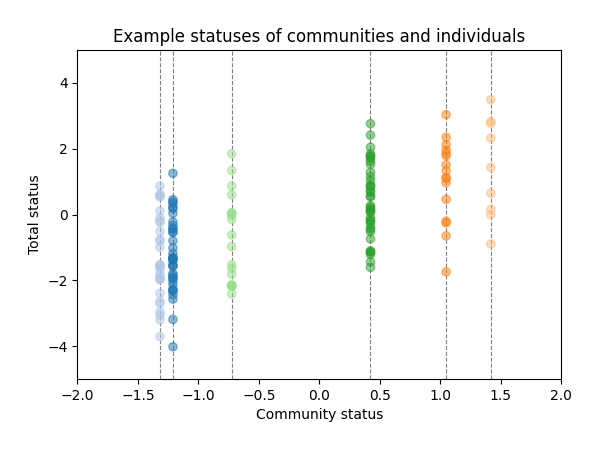 Example statuses of communities and individuals
Total status
4
2
0
−2
−4
−2.0 −1.5 −1.0 −0.5 0.0 0.5 1.0 1.5 2.0
Community status